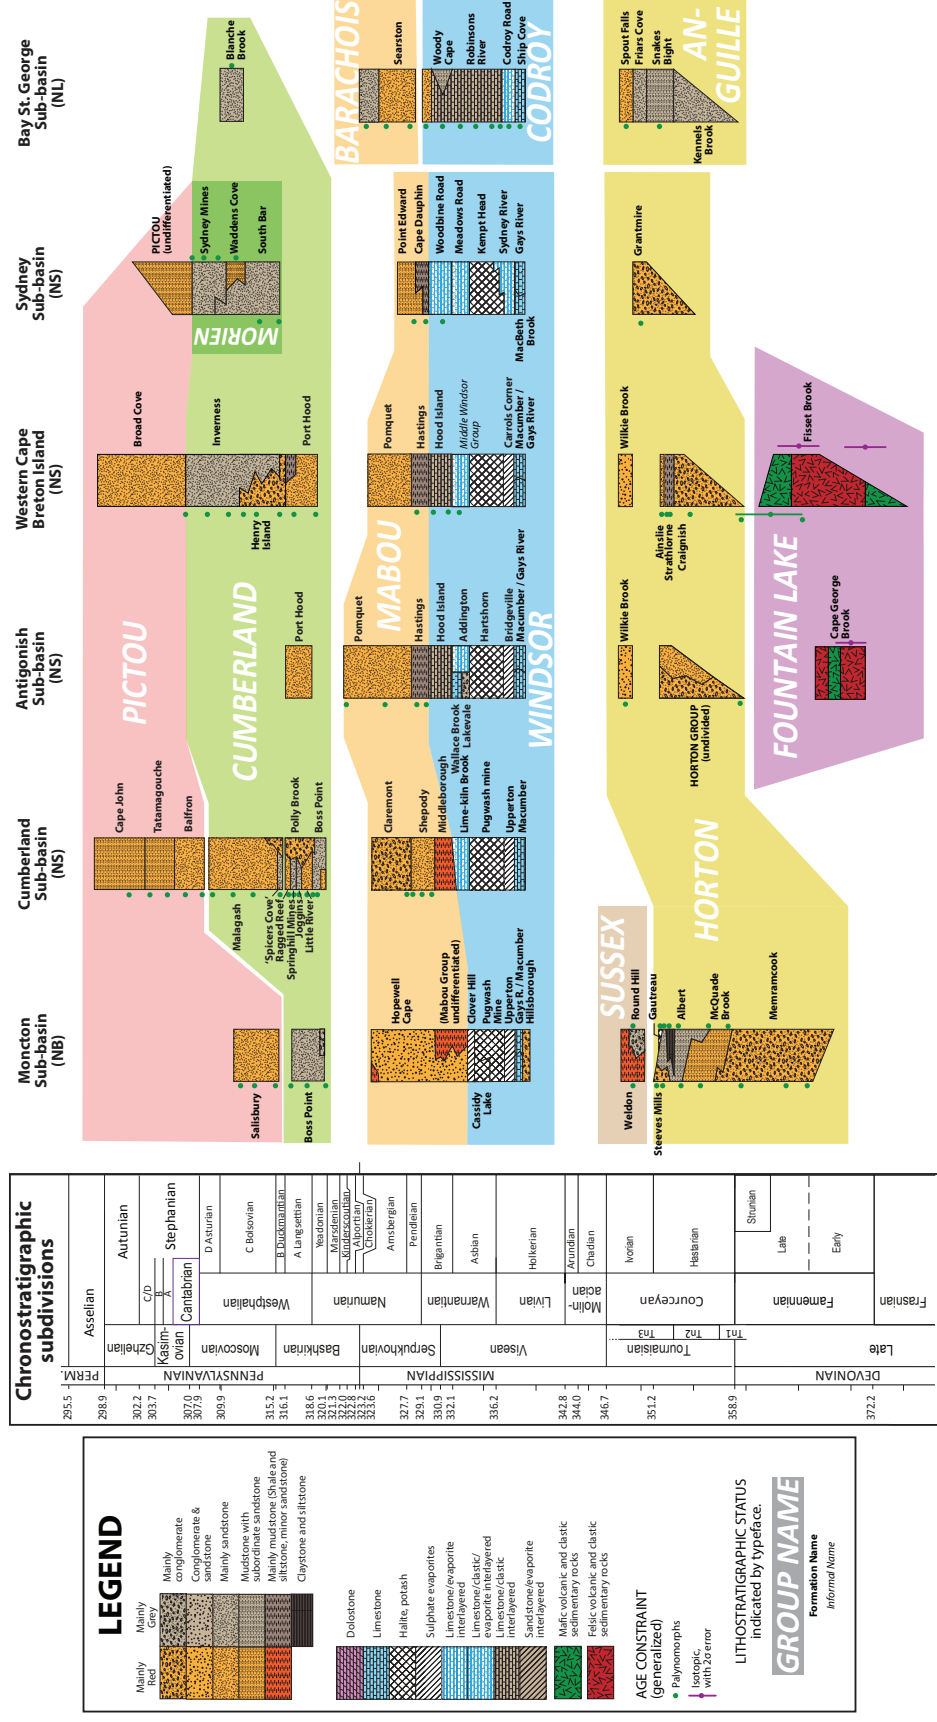 LEGEND
Mainly
Red
Mainly
Grey
Mainly
conglomerate
Conglomerate &
sandstone
Mainly sandstone
Mudstone with
subordinate sandstone
Mainly mudstone (Shale and
siltstone, minor sandstone)
Claystone and siltstone
Dolostone
Limestone
Halite, potash
Sulphate evaporites
Limestone/evaporite
interlayered
Limestone/clastic/
evaporite interlayered
Limestone/clastic
interlayered
Sandstone/evaporite
interlayered
Mafic volcanic and clastic
sedimentary rocks
Felsic volcanic and clastic
sedimentary rocks
AGE CONSTRAINT
(generalized)
Palynomorphs
Isotopic,
with 2σ error
LITHOSTRATIGRAPHIC STATUS
indicated by typeface.
GROUP NAME
Formation Name
Informal Name
Chronostratigraphic
subdivisions
295.5
298.9
302.2
303.7
307.0
307.9
309.9
315.2
316.1
318.6
320.1
321.3
322.0
322.8
323.2
323.6
327.7
329.1
330.9
332.1
336.2
342.8
344.0
346.7
351.2
358.9
372.2
PERM.
PENNSYLVANIAN
MISSISSIPPIAN
DEVONIAN
Asselian
Gzhelian
Kasim-
ovian
Moscovian
Bashkirian
Serpukhovian
Visean
Tournaisian
Tn3
Tn2
Tn1
Late
Autunian
C/D
B
A
Stephanian
Cantabrian
Westphalian
Namurian
Warnantian
Livian
Molin-
acian
Courceyan
Famennian
Frasnian
D Asturian
C Bolsovian
B Duckmantian
A Langsettian
Yeadonian
Marsdenian
Kinderscoutian
Alportian
Chokierian
Arnsbergian
Pendleian
Brigantian
Asbian
Holkerian
Arundian
Chadian
Ivorian
Hastarian
Strunian
Late
Early
Moncton
Sub-basin
(NB)
Cumberland
Sub-basin
(NS)
Antigonish
Sub-basin
(NS)
Western Cape
Breton Island
(NS)
Sydney
Sub-basin
(NS)
Bay St. George
Sub-basin
(NL)
PICTOU
CUMBERLAND
MORIEN
MABOU
WINDSOR
BARACHOIS
CODROY
SUSSEX
HORTON
AN-
GUILLE
FOUNTAIN LAKE
Salisbury
Boss Point
Hopewell
Cape
(Mabou Group
undifferentiated)
Clover Hill
Cassidy
Lake
Pugwash
Mine
Upperton
Gays R. / Macumber
Hillsborough
Weldon
Round Hill
Steeves Mills
Gautreau
Albert
McQuade
Brook
Memramcook
Cape John
Tatamagouche
Balfron
Malagash
'Spicers Cove'
Ragged Reef
Springhill Mines
Joggins
Little River
Polly Brook
Boss Point
Claremont
Shepody
Middleborough
Lime-kiln Brook
Pugwash mine
Upperton
Macumber
Port Hood
Pomquet
Hastings
Hood Island
Wallace Brook
Lakevale
Addington
Hartshorn
Bridgeville
Macumber / Gays River
Wilkie Brook
HORTON GROUP
(undivided)
Cape George
Brook
Broad Cove
Inverness
Henry
Island
Port Hood
Pomquet
Hastings
Hood Island
Middle Windsor
Group
Carrols Corner
Macumber /
Gays River
Wilkie Brook
Ainslie
Strathlorne
Craignish
Fisset Brook
PICTOU
(undifferentiated)
Sydney Mines
Waddens Cove
South Bar
Point Edward
Cape Dauphin
Woodbine Road
Meadows Road
Kempt Head
Sydney River
Gays River
MacBeth
Brook
Grantmire
Blanche
Brook
Searston
Woody
Cape
Robinsons
River
Codroy Road
Ship Cove
Spout Falls
Friars Cove
Snakes
Bight
Kennels
Brook